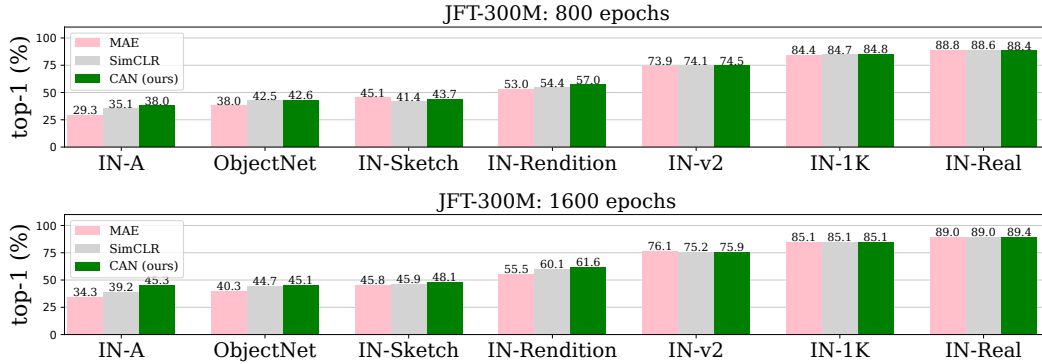 JFT-300M: 800 epochs
top-1 (%)
100
75
50
25
0
MAE
SimCLR
CAN (ours)
29.3 35.1 38.0 38.0 42.5 42.6 45.1 41.4 43.7 53.0 54.4 57.0 73.9 74.1 74.5 84.4 84.7 84.8 88.8 88.6 88.4
IN-A ObjectNet IN-Sketch IN-Rendition IN-v2 IN-1K IN-Real
JFT-300M: 1600 epochs
top-1 (%)
100
75
50
25
0
MAE
SimCLR
CAN (ours)
34.3 39.2 45.3 40.3 44.7 45.1 45.8 45.9 48.1 55.5 60.1 61.6 76.1 75.2 75.9 85.1 85.1 85.1 89.0 89.0 89.4
IN-A ObjectNet IN-Sketch IN-Rendition IN-v2 IN-1K IN-Real